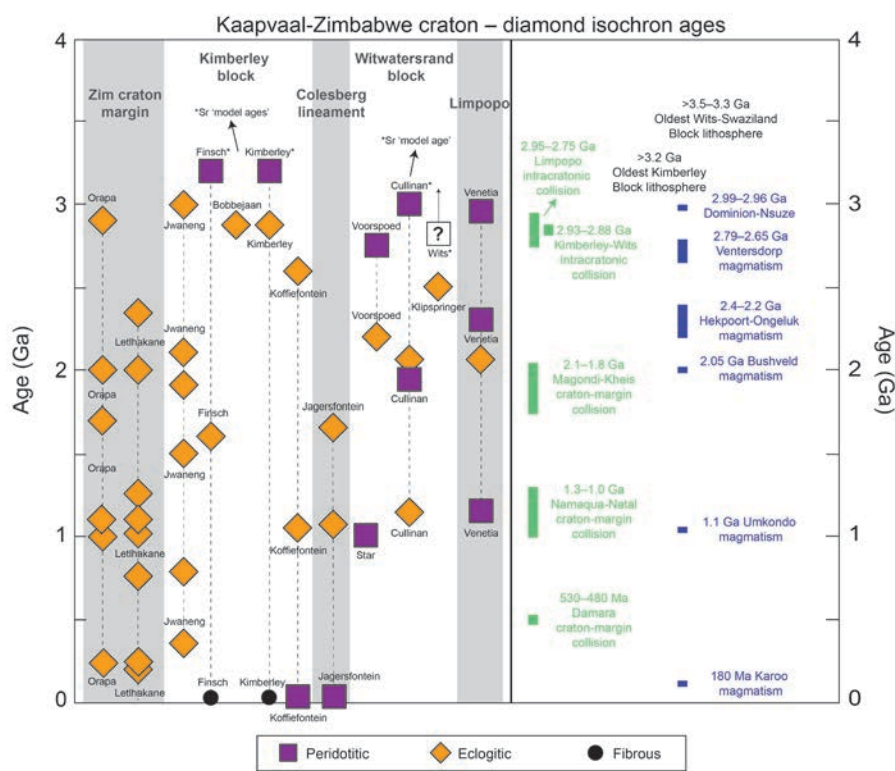 Kaapvaal-Zimbabwe craton – diamond isochron ages
4
4
Kimberley
block
Witwatersrand
block
Zim craton
margin
Colesberg
lineament
Limpopo
*Sr ‘model ages’
*Sr ‘model age’
>3.5–3.3 Ga
Oldest Wits-Swaziland
Block lithosphere
>3.2 Ga
Oldest Kimberley
Block lithosphere
2.95–2.75 Ga
Limpopo
intracratonic
collision
Finsch*
Kimberley*
Cullinan*
Venetia
Orapa
Jwaneng
Bobbejaan
Kimberley
Voorspoed
?
Wits*
3
3
2.99–2.96 Ga
Dominion-Nsuze
2.93–2.88 Ga
Kimberley-Wits
Intracratonic
collision
2.79–2.65 Ga
Ventersdorp
magmatism
Koffiefontein
Klipspringer
Letlhakane
Jwaneng
Voorspoed
Venetia
2.4–2.2 Ga
Hekpoort-Ongeluk
magmatism
Age (Ga)
Age (Ga)
2
2
2.05 Ga Bushveld
magmatism
2.1–1.8 Ga
Magondi-Kheis
craton-margin
collision
Orapa
Cullinan
Finsch
Jagersfontein
Orapa
Jwaneng
1.3–1.0 Ga
Namaqua-Natal
craton-margin
collision
1
1
Letlhakane
Koffiefontein
Star
Cullinan
Venetia
1.1 Ga Umkondo
magmatism
530–480 Ma
Damara
craton-margin
collision
Jwaneng
Orapa
Letlhakane
Finsch
Kimberley
Koffiefontein
Jagersfontein
180 Ma Karoo
magmatism
0
0
Peridotitic
Eclogitic
Fibrous